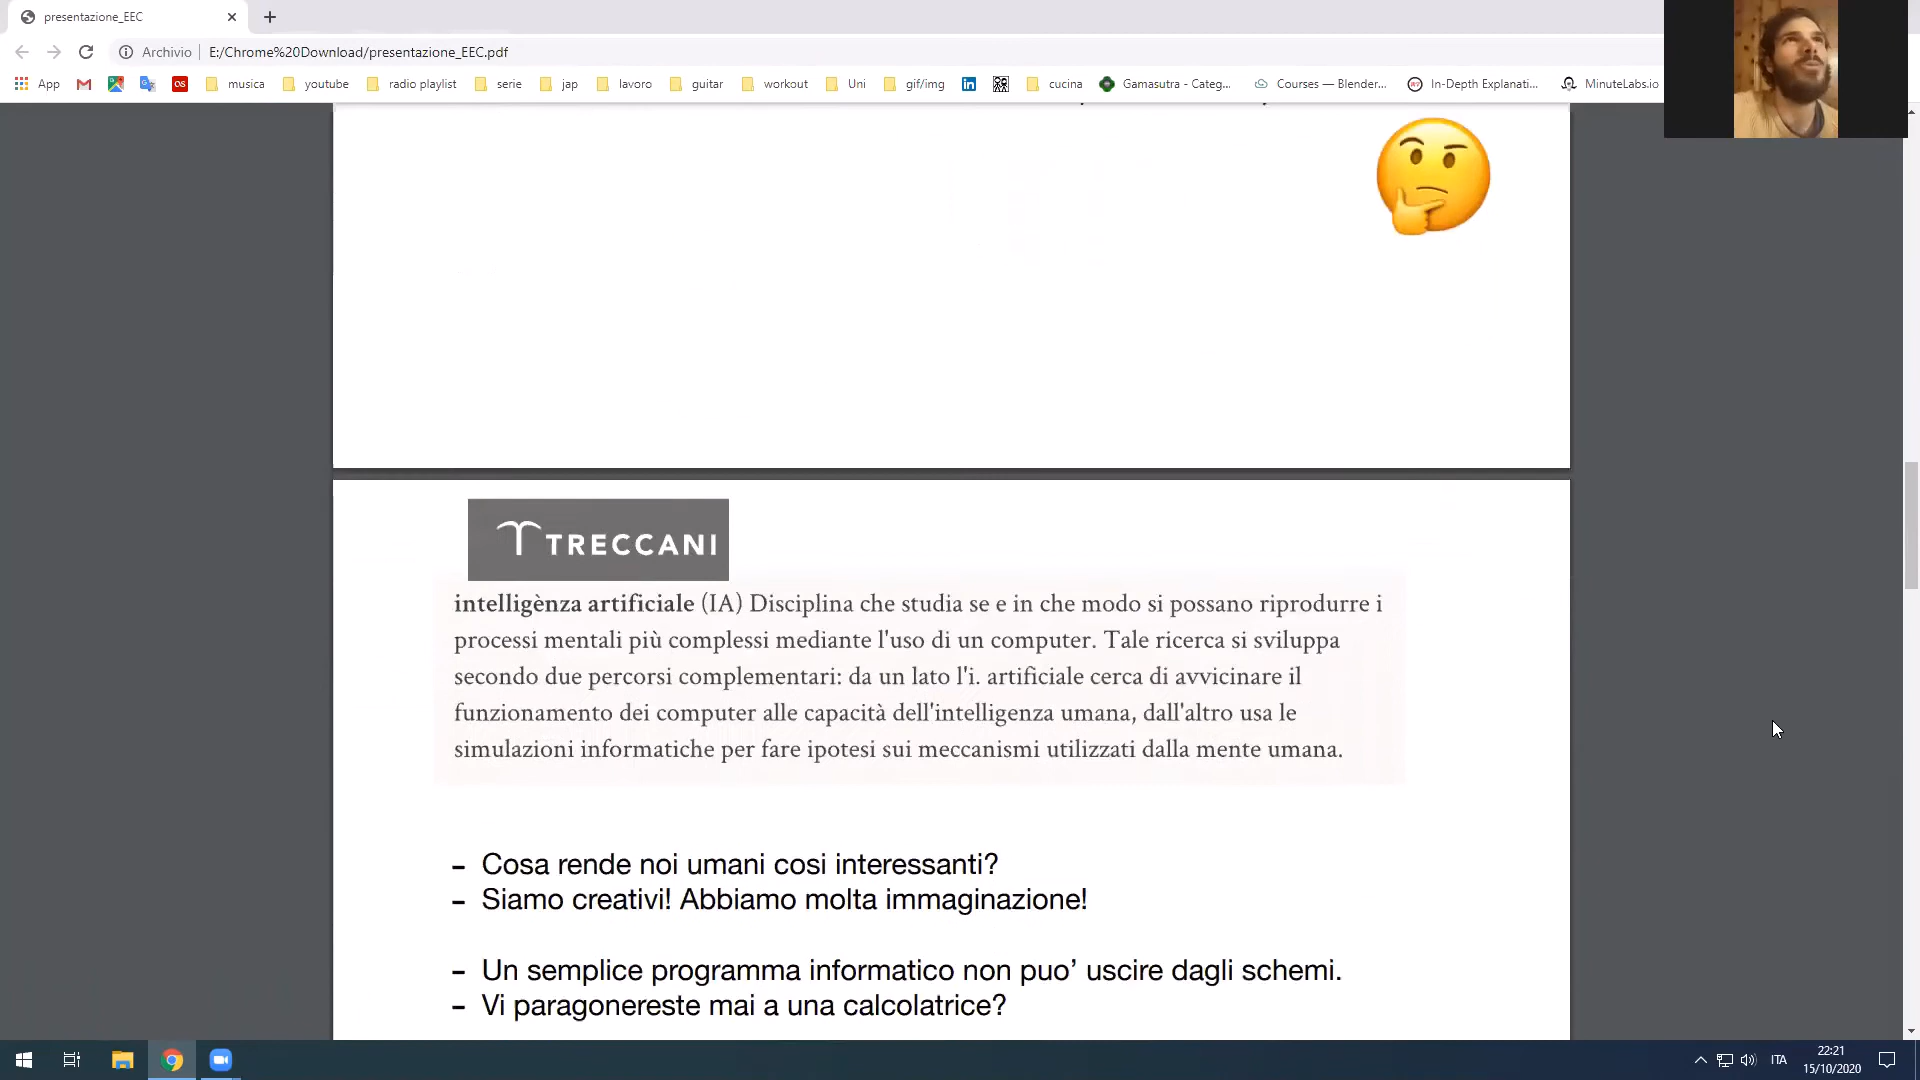 presentazione_EEC
Archivio E:/Chrome%20Download/presentazione_EEC.pdf
App musica youtube radio playlist serie jap lavoro guitar workout Uni gif/img cucina Gamasutra - Categ... Courses — Blender... In-Depth Explanati... MinuteLabs.io
TRECCANI
intelligènza artificiale (IA) Disciplina che studia se e in che modo si possano riprodurre i
processi mentali più complessi mediante l'uso di un computer. Tale ricerca si sviluppa
secondo due percorsi complementari: da un lato l'i. artificiale cerca di avvicinare il
funzionamento dei computer alle capacità dell'intelligenza umana, dall'altro usa le
simulazioni informatiche per fare ipotesi sui meccanismi utilizzati dalla mente umana.
– Cosa rende noi umani cosi interessanti?
– Siamo creativi! Abbiamo molta immaginazione!
– Un semplice programma informatico non puo’ uscire dagli schemi.
– Vi paragonereste mai a una calcolatrice?
ITA
22:21
15/10/2020